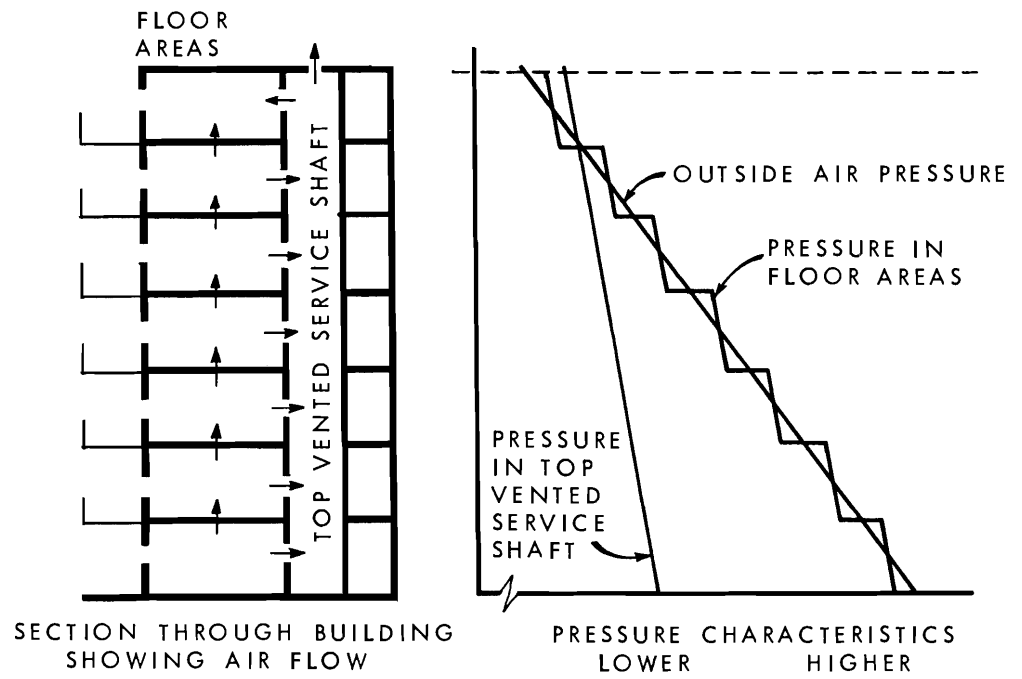 FLOOR
AREAS
TOP VENTED SERVICE SHAFT
OUTSIDE AIR PRESSURE
PRESSURE IN
FLOOR AREAS
PRESSURE
IN TOP
VENTED
SERVICE
SHAFT
SECTION THROUGH BUILDING
SHOWING AIR FLOW
PRESSURE CHARACTERISTICS
LOWER HIGHER